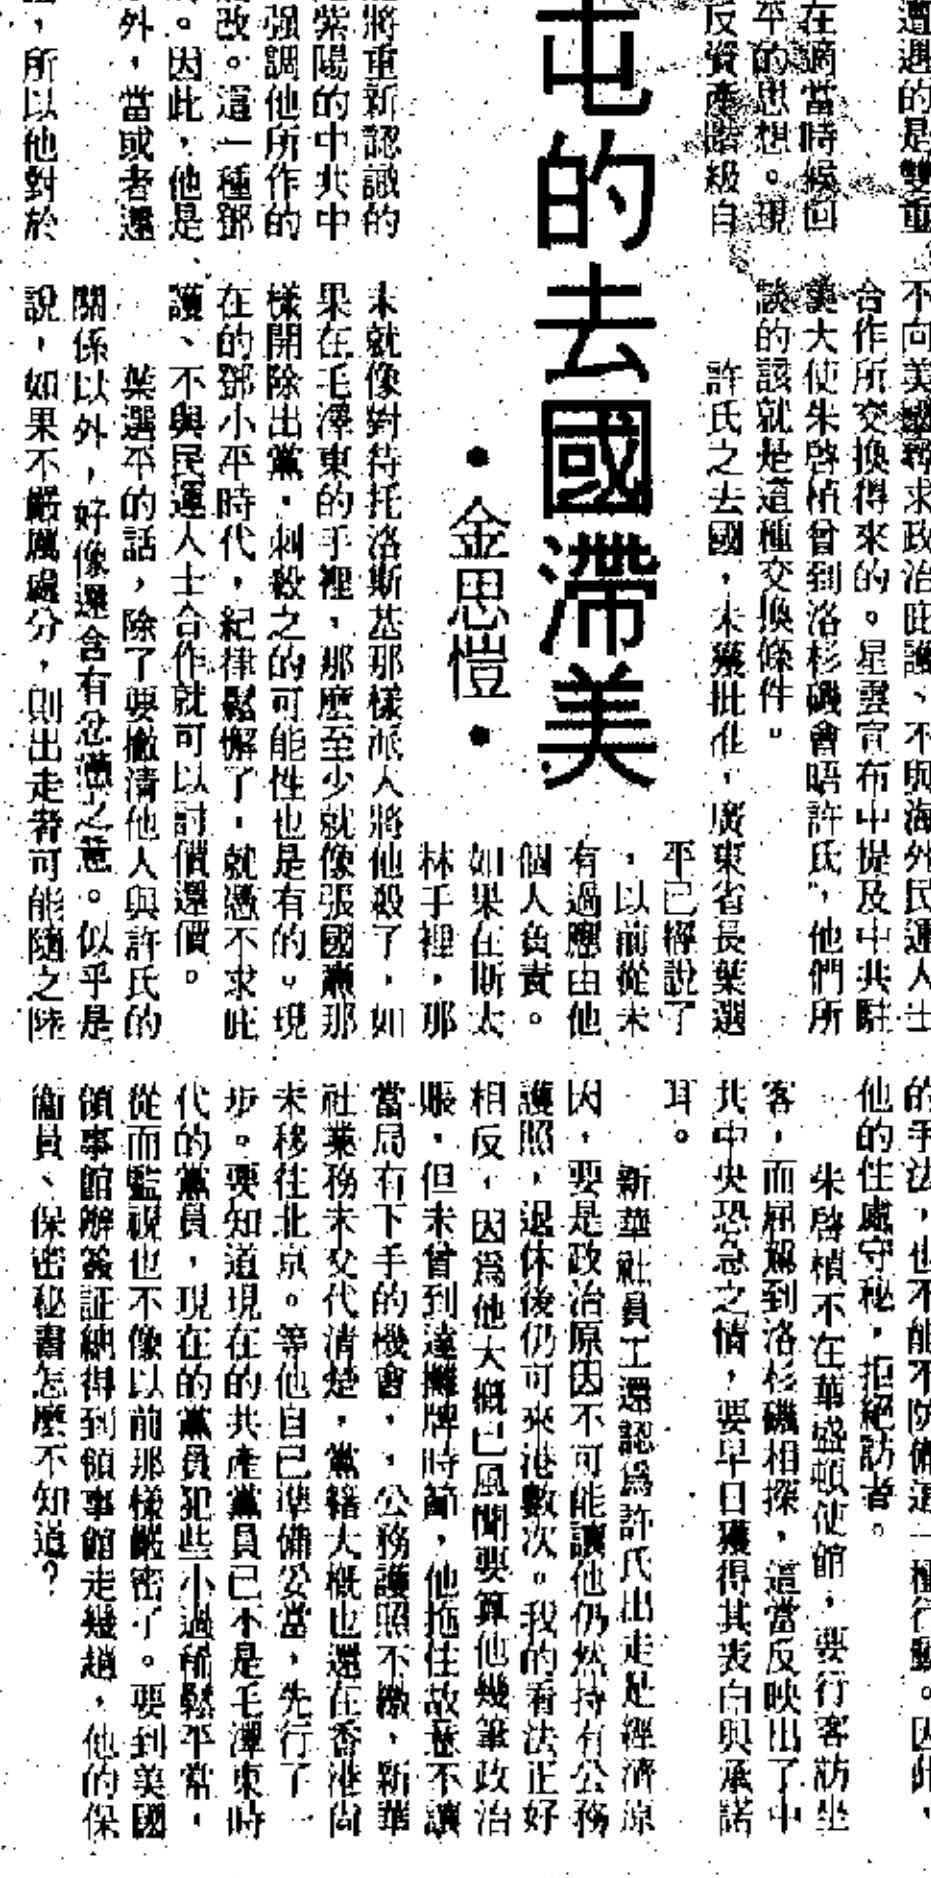 遭遇的是雙重
在適當時候回
平的思想。現
反資產階級自
屯的去國滯美
•金思愷•
將重新認識的
紫陽的中共中
强調他所作的
改。這一種鄧
。因此,他是
外,當或者還
,所以他對於
不向美國尋求政治庇護、不與海外民運人士
合作所交換得來的。星雲宣布中提及中共駐
美大使朱啓楨曾到洛杉磯會晤許氏,他們所
談的該就是這種交換條件。
許氏之去國,未獲批准,廣東省長葉選
平已經說了
,以前從未
有過應由他
個人負責。
如果在斯太
林手裡,那
末就像對待托洛斯基那樣派人將他殺了,如
果在毛澤東的手裡,那麼至少就像張國燾那
樣開除出黨,刺殺之的可能性也是有的。現
在的鄧小平時代,紀律鬆懈了,就憑不求庇
護、不與民運人士合作就可以討價還價。
葉選平的話,除了要撇清他人與許氏的
關係以外,好像還含有忿懣之意。似乎是
說,如果不嚴厲處分,則出走者可能隨之陸
的手法,也不能不防備這一種行動。因此,
他的住處守秘,拒絕訪者。
朱啓楨不在華盛頓使館,要行客訪坐
客,而屈駕到洛杉磯相探,這當反映出了中
共中央恐急之情,要早日獲得其表白與承諾
耳。
新華社員工還認爲許氏出走是經濟原
因,要是政治原因不可能讓他仍然持有公務
護照,退休後仍可來港數次。我的看法正好
相反,因爲他大槪已風聞要算他幾筆政治
賬,但未曾到達攤牌時節,他拖住故意不讓
當局有下手的機會,,公務護照不繳,新華
社業務未交代清楚,黨籍大槪也還在香港尚
未移往北京。等他自已準備妥當,先行了一
步。要知道現在的共產黨員已不是毛澤東時
代的黨員,現在的黨員犯些小過稀鬆平常,
從而監視也不像以前那樣嚴密了。要到美國
領事館辦簽証總得到領事館走幾趟,他的保
衞員、保密秘書怎麼不知道?